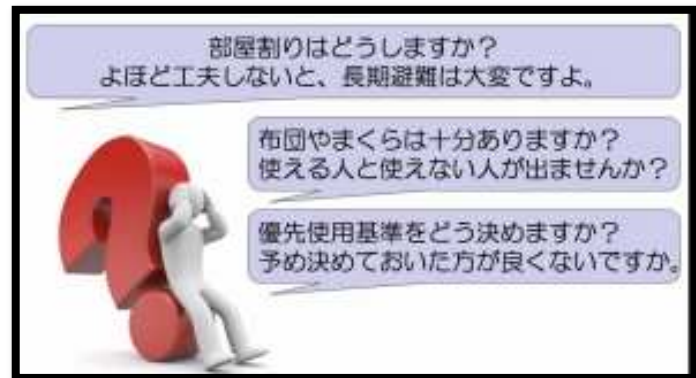 部屋割りはどうしますか？
よほど工夫しないと、長期避難は大変ですよ。
布団やまくらは十分ありますか？
使える人と使えない人が出ませんか？
優先使用基準をどう決めますか？
予め決めておいた方が良くないですか。